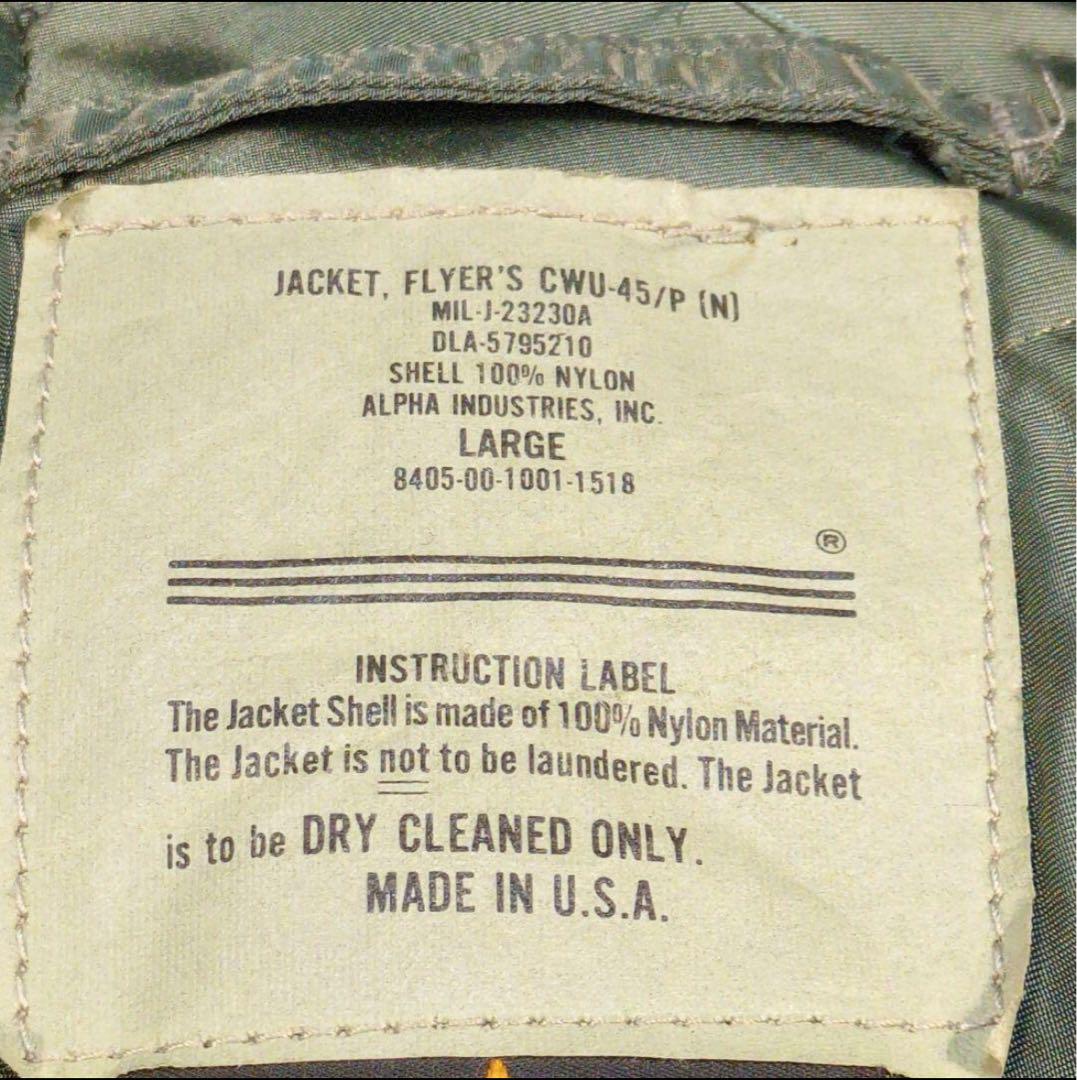 JACKET, FLYER'S CWU-45/P (N)
MIL-J-23230A
DLA-5795210
SHELL 100% NYLON
ALPHA INDUSTRIES, INC.
LARGE
8405-00-1001-1518
®
INSTRUCTION LABEL
The Jacket Shell is made of 100% Nylon Material.
The Jacket is not to be laundered. The Jacket
is to be DRY CLEANED ONLY.
MADE IN U.S.A.